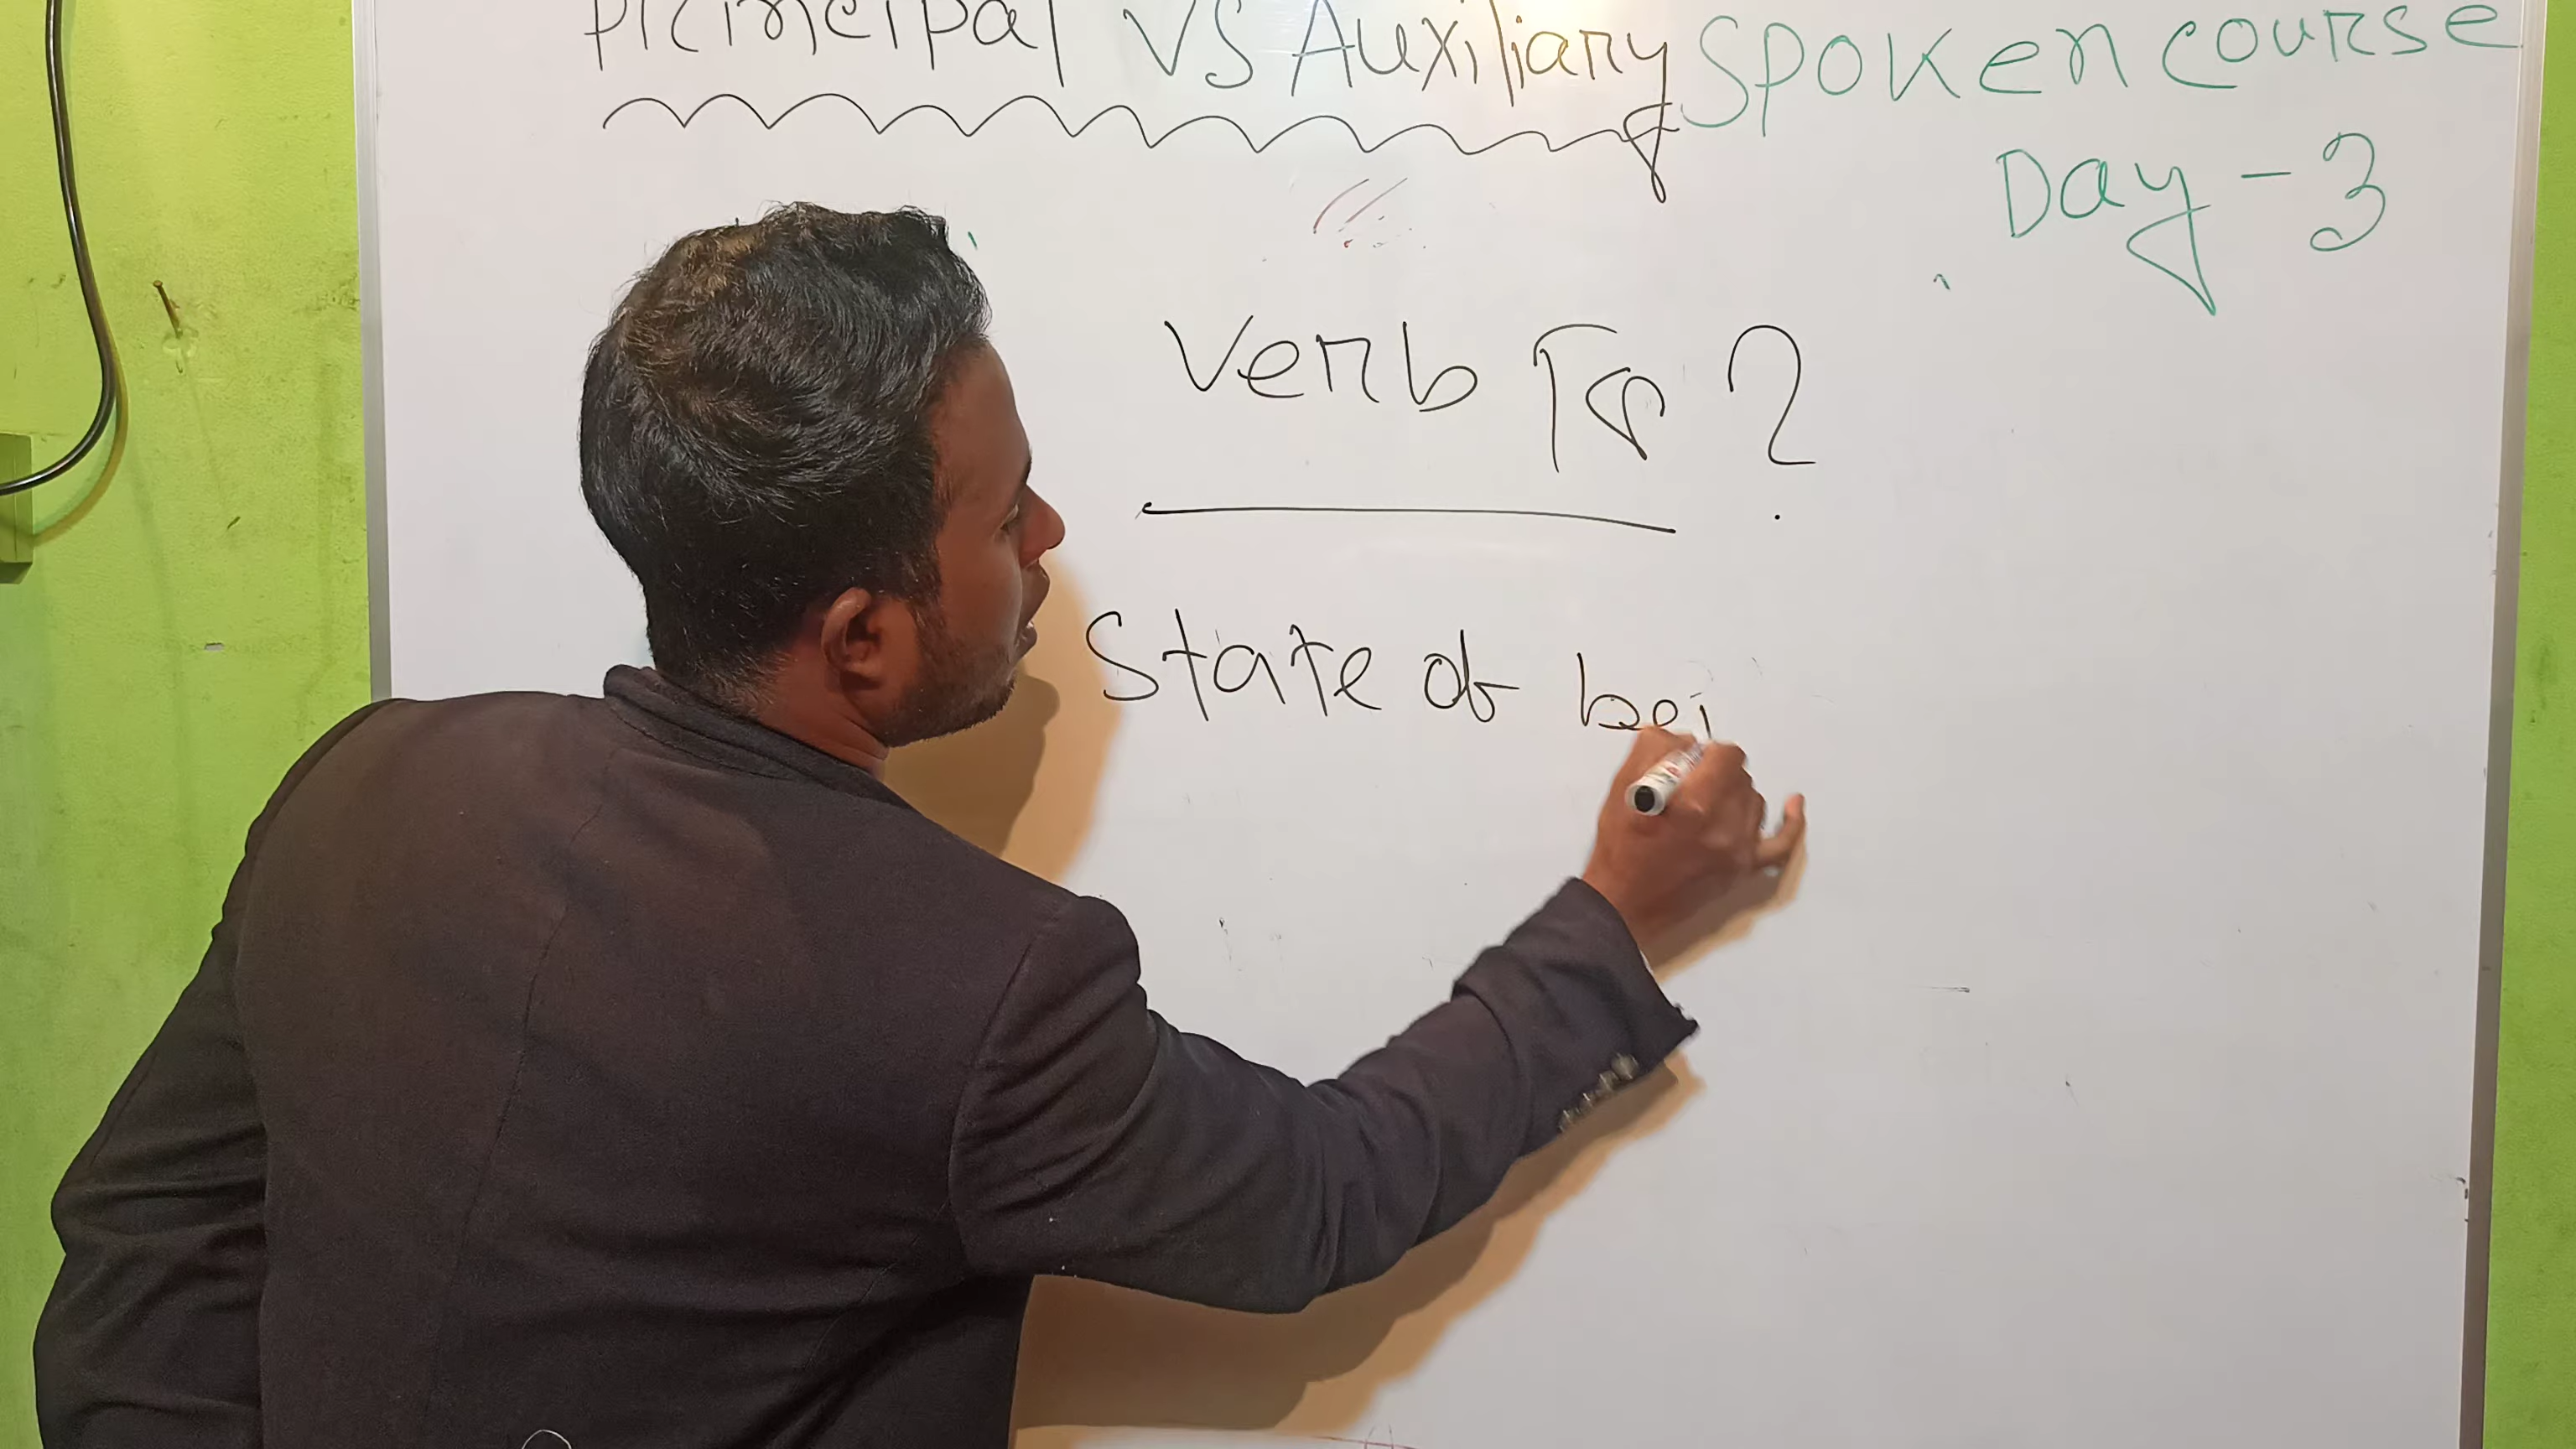 Principal VS Auxiliary
Spoken course
Day - 3
Verb কি ?
State of bei